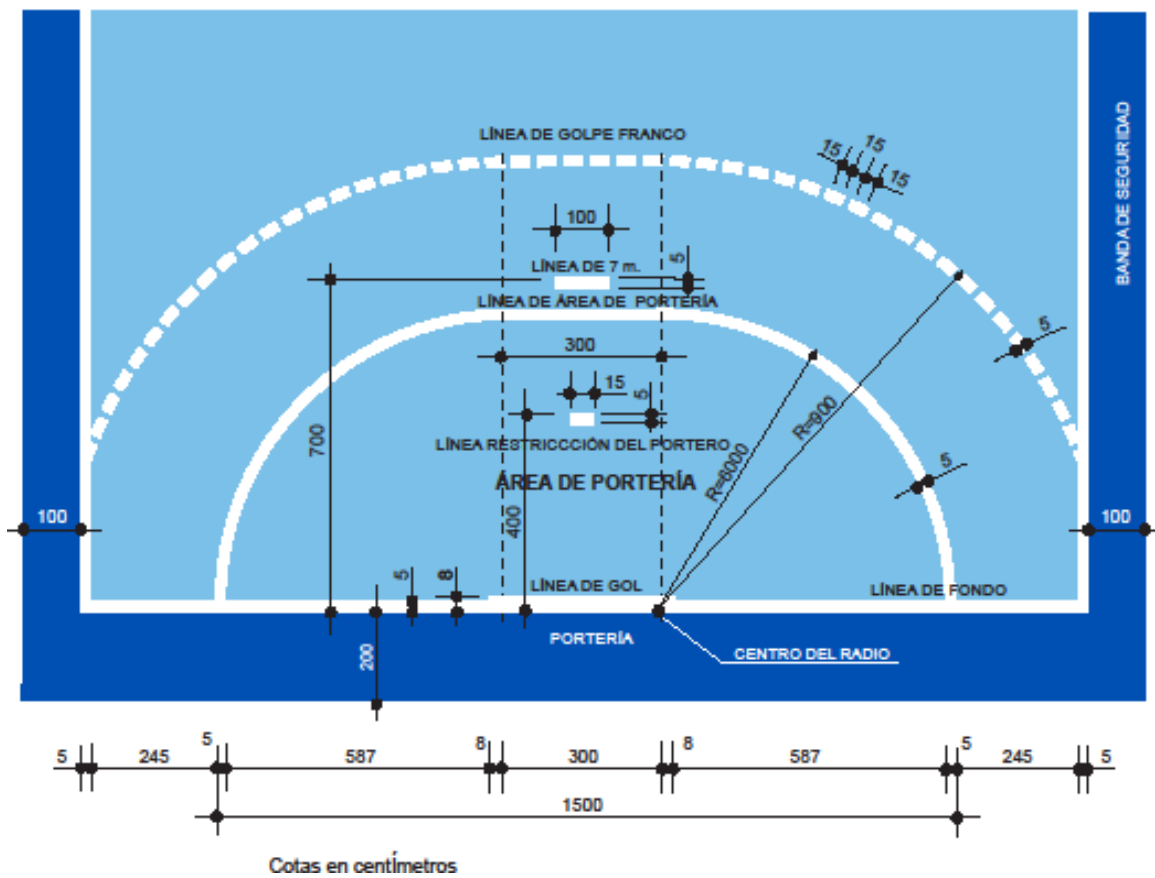 LÍNEA DE GOLPE FRANCO
15
15
15
BANDA DE SEGURIDAD
100
5
LÍNEA DE 7 m.
LÍNEA DE ÁREA DE PORTERÍA
300
5
15
5
700
LÍNEA RESTRICCCIÓN DEL PORTERO
ÁREA DE PORTERÍA
R=6000
R=900
5
400
100
100
5
8
LÍNEA DE GOL
LÍNEA DE FONDO
PORTERÍA
200
CENTRO DEL RADIO
5 245 5 587 8 300 8 587 5 245 5
1500
Cotas en centímetros